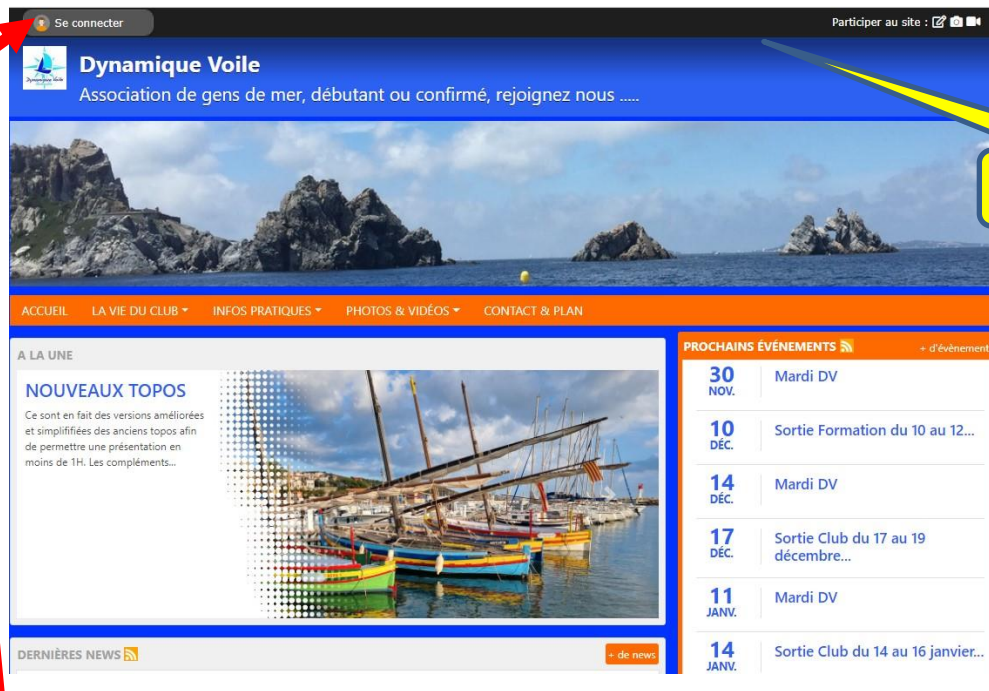 Se connecter
Participer au site :
Dynamique Voile
Association de gens de mer, débutant ou confirmé, rejoignez nous .....
ACCUEIL LA VIE DU CLUB INFOS PRATIQUES PHOTOS & VIDÉOS CONTACT & PLAN
A LA UNE
NOUVEAUX TOPOS
Ce sont en fait des versions améliorées
et simplififiées des anciens topos afin
de permettre une présentation en
moins de 1H. Les compléments...
DERNIÈRES NEWS
+ de news
PROCHAINS ÉVÉNEMENTS + d'évènement
30 Mardi DV
NOV.
10 Sortie Formation du 10 au 12...
DÉC.
14 Mardi DV
DÉC.
17 Sortie Club du 17 au 19
DÉC. décembre...
11 Mardi DV
JANV.
14 Sortie Club du 14 au 16 janvier...
JANV.